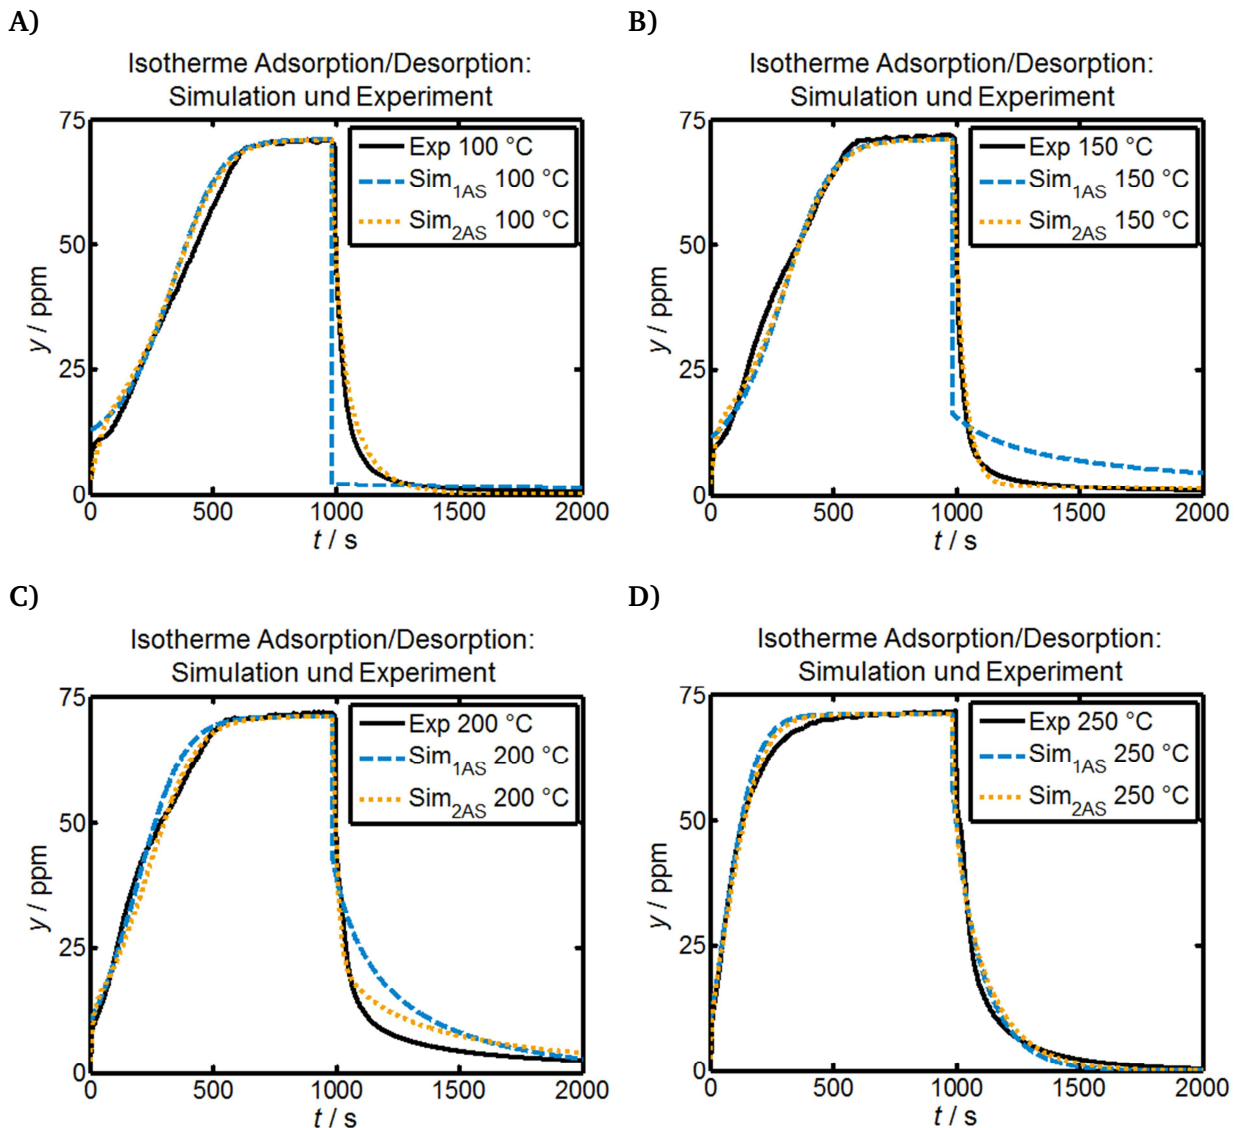 A)
Isotherme Adsorption/Desorption:
Simulation und Experiment
75
50
25
0
y / ppm
Exp 100 °C
Sim1AS 100 °C
Sim2AS 100 °C
0 500 1000 1500 2000
t / s
B)
Isotherme Adsorption/Desorption:
Simulation und Experiment
75
50
25
0
y / ppm
Exp 150 °C
Sim1AS 150 °C
Sim2AS 150 °C
0 500 1000 1500 2000
t / s
C)
Isotherme Adsorption/Desorption:
Simulation und Experiment
75
50
25
0
y / ppm
Exp 200 °C
Sim1AS 200 °C
Sim2AS 200 °C
0 500 1000 1500 2000
t / s
D)
Isotherme Adsorption/Desorption:
Simulation und Experiment
75
50
25
0
y / ppm
Exp 250 °C
Sim1AS 250 °C
Sim2AS 250 °C
0 500 1000 1500 2000
t / s